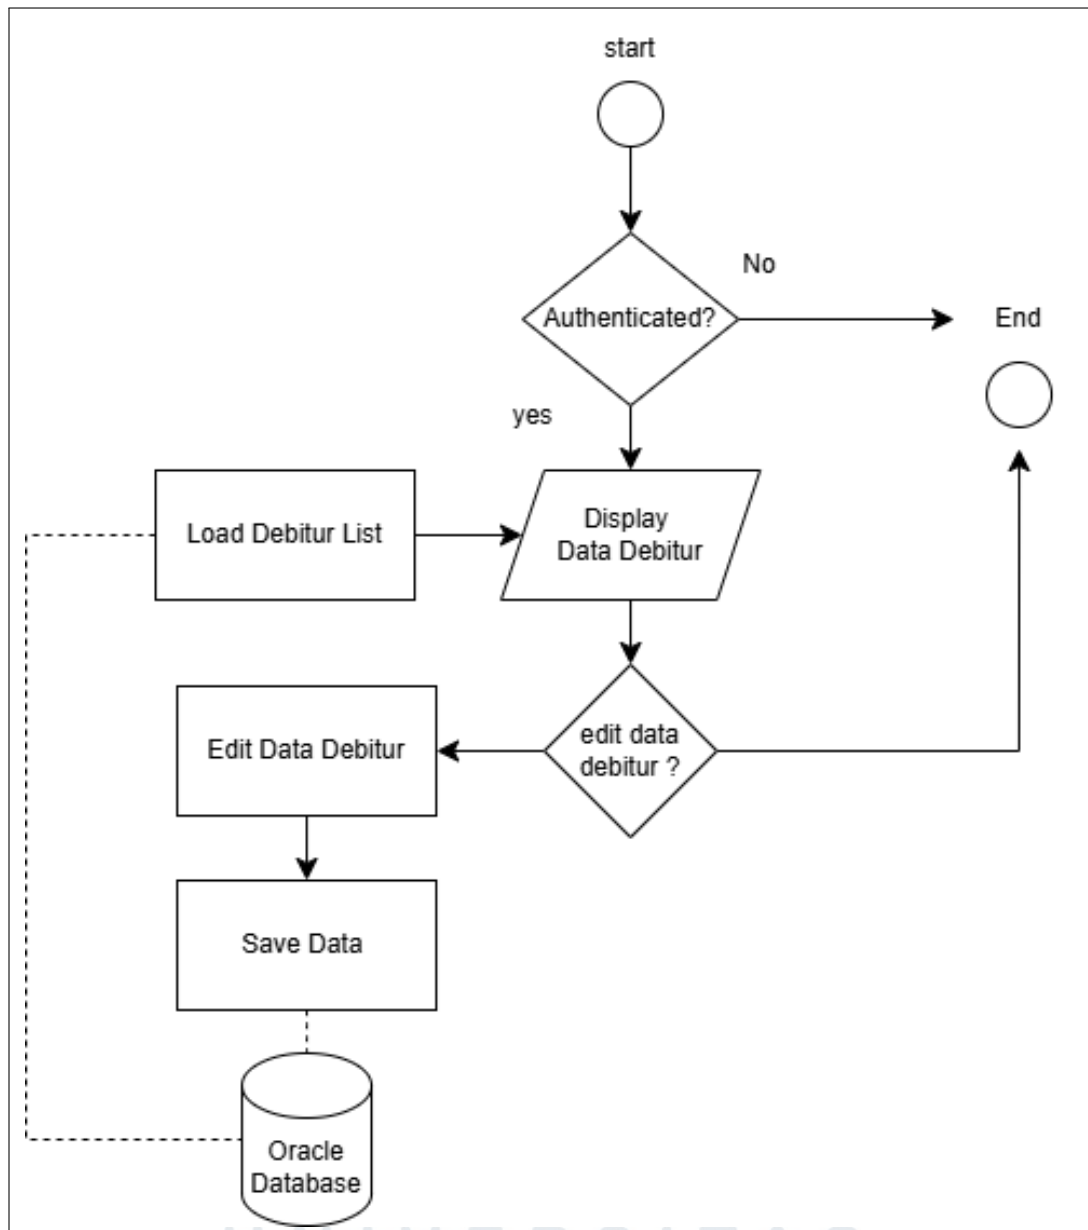 start
No
Authenticated?
End
yes
Load Debitur List
Display
Data Debitur
Edit Data Debitur
edit data
debitur ?
Save Data
Oracle
Database